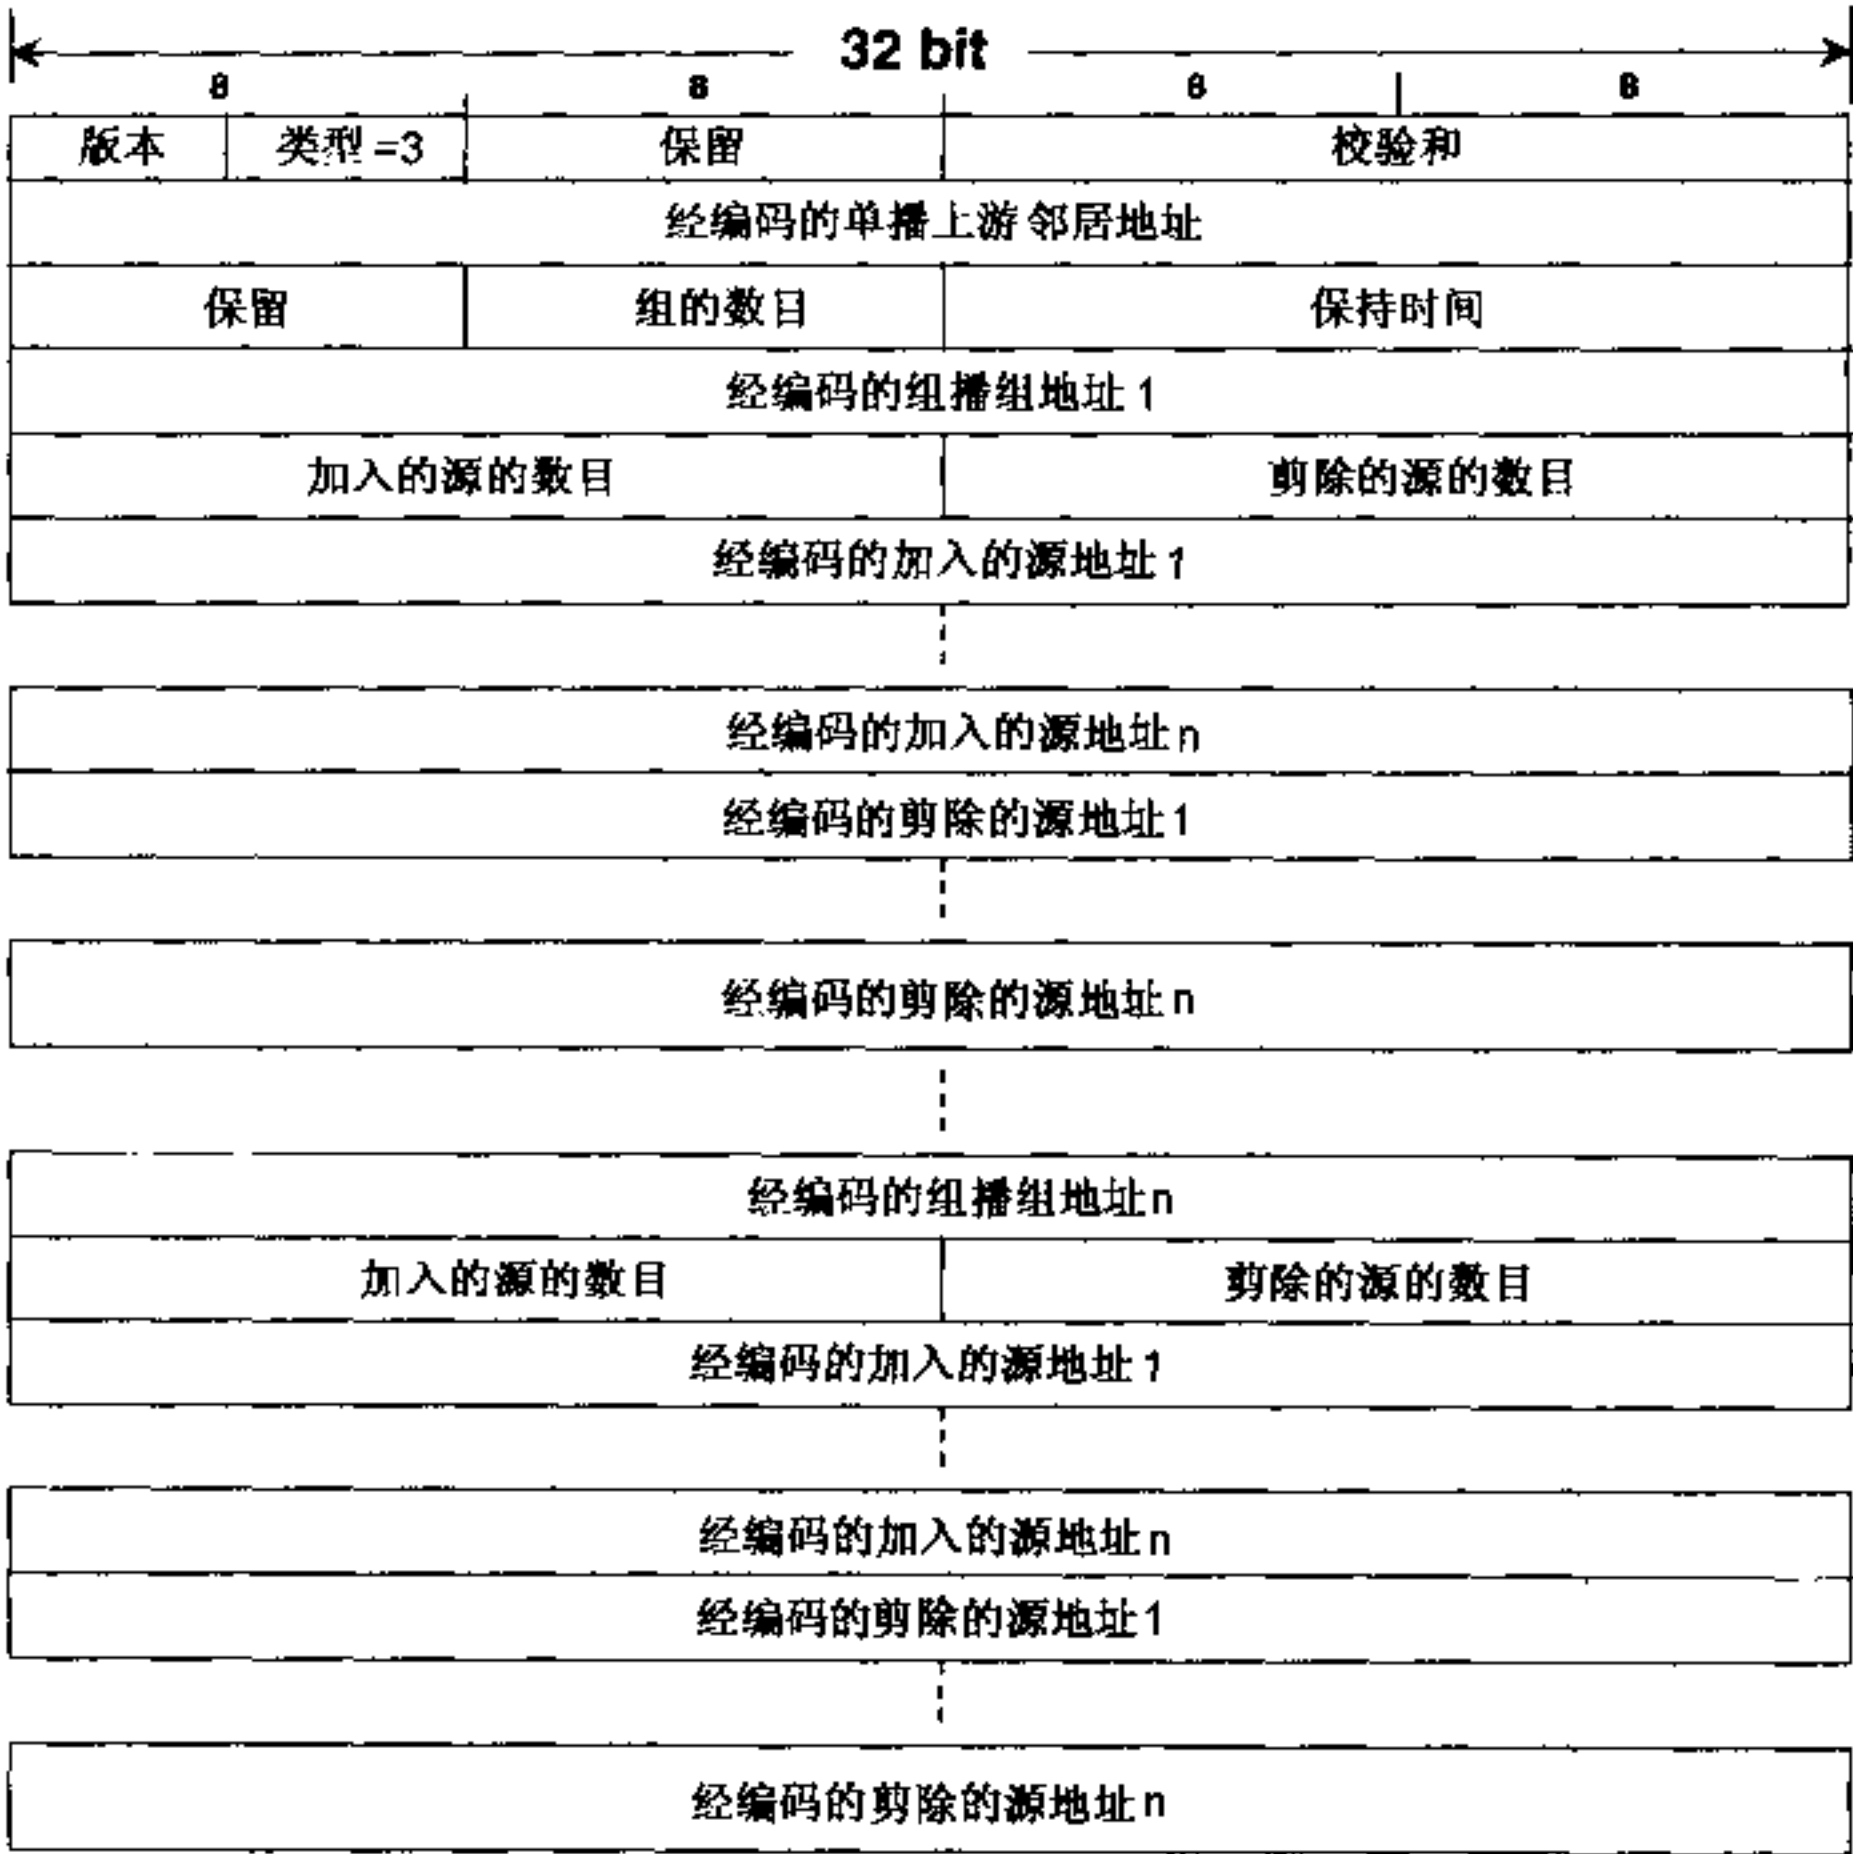 32 bit
8 8 8 8
版本 类型=3 保留 校验和
经编码的单播上游邻居地址
保留 组的数目 保持时间
经编码的组播组地址1
加入的源的数目 剪除的源的数目
经编码的加入的源地址1
经编码的加入的源地址n
经编码的剪除的源地址1
经编码的剪除的源地址n
经编码的组播组地址n
加入的源的数目 剪除的源的数目
经编码的加入的源地址1
经编码的加入的源地址n
经编码的剪除的源地址1
经编码的剪除的源地址n